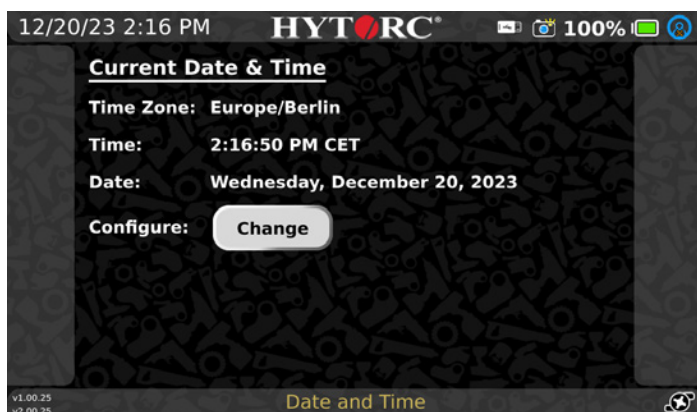 12/20/23 2:16 PM HYTORC® 100%
Current Date & Time
Time Zone: Europe/Berlin
Time: 2:16:50 PM CET
Date: Wednesday, December 20, 2023
Configure: Change
v1.00.25
v2.00.25
Date and Time